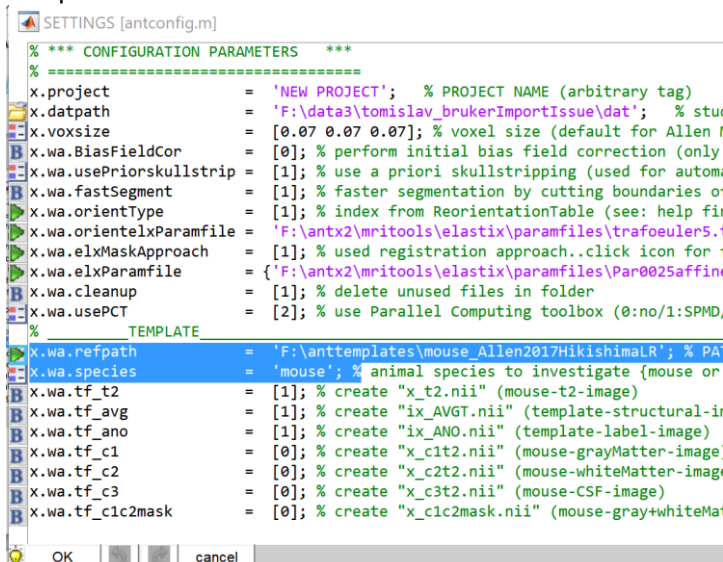 SETTINGS [antconfig.m]
% *** CONFIGURATION PARAMETERS ***
% =====================================
x.project = 'NEW PROJECT'; % PROJECT NAME (arbitrary tag)
x.datpath = 'F:\data3\tomislav_brukerImportIssue\dat'; %
x.voxsize = [0.07 0.07 0.07]; % voxel size (default for Allen
x.wa.BiasFieldCor = [0]; % perform initial bias field correction (only
x.wa.usePriorskullstrip = [1]; % use a priori skullstripping (used for
x.wa.fastSegment = [1]; % faster segmentation by cutting boundaries
x.wa.orientType = [1]; % index from ReorientationTable (see: help
x.wa.orientelxParamfile = 'F:\antx2\mritools\elastix\paramfiles\trafoeuler5.
x.wa.elxMaskApproach = [1]; % used registration approach..click icon for
x.wa.elxParamfile = {'F:\antx2\mritools\elastix\paramfiles\Par0025affine
x.wa.cleanup = [1]; % delete unused files in folder
x.wa.usePCT = [2]; % use Parallel Computing toolbox (0:no/1:SPMD/
% _________TEMPLATE_________
x.wa.refpath = 'F:\anttemplates\mouse_Allen2017HikishimaLR'; %
x.wa.species = 'mouse'; % animal species to investigate {mouse or
x.wa.tf_t2 = [1]; % create "x_t2.nii" (mouse-t2-image)
x.wa.tf_avg = [1]; % create "ix_AVGT.nii" (template-structural-
x.wa.tf_ano = [1]; % create "ix_ANO.nii" (template-label-image)
x.wa.tf_c1 = [0]; % create "x_c1t2.nii" (mouse-grayMatter-image)
x.wa.tf_c2 = [0]; % create "x_c2t2.nii" (mouse-whiteMatter-image
x.wa.tf_c3 = [0]; % create "x_c3t2.nii" (mouse-CSF-image)
x.wa.tf_c1c2mask = [0]; % create "x_c1c2mask.nii" (mouse-gray+whiteMat
OK cancel